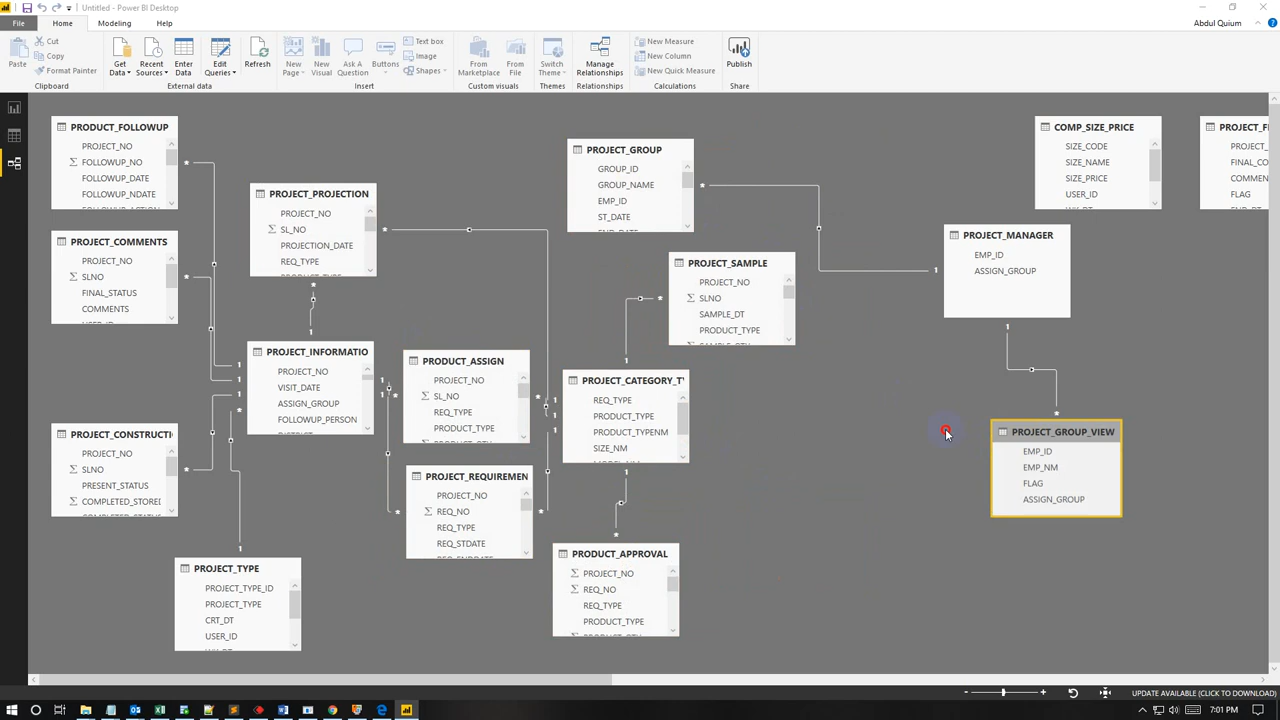 Untitled - Power BI Desktop
File
Home
Modeling
Help
Abdul Quium
Paste
Cut
Copy
Format Painter
Get
Data
Recent
Sources
Enter
Data
Edit
Queries
Refresh
New
Page
New
Visual
Ask A
Question
Buttons
Text box
Image
Shapes
From
Marketplace
From
File
Switch
Theme
Manage
Relationships
New Measure
New Column
New Quick Measure
Publish
Clipboard
External data
Insert
Custom visuals
Themes
Relationships
Calculations
Share
PRODUCT_FOLLOWUP
PROJECT_NO
FOLLOWUP_NO
FOLLOWUP_DATE
FOLLOWUP_NDATE
PROJECT_COMMENTS
PROJECT_NO
SLNO
FINAL_STATUS
COMMENTS
PROJECT_CONSTRUCTI
PROJECT_NO
SLNO
PRESENT_STATUS
COMPLETED_STORE
PROJECT_TYPE
PROJECT_TYPE_ID
PROJECT_TYPE
CRT_DT
USER_ID
PROJECT_PROJECTION
PROJECT_NO
SL_NO
PROJECTION_DATE
REQ_TYPE
PROJECT_INFORMATIO
PROJECT_NO
VISIT_DATE
ASSIGN_GROUP
FOLLOWUP_PERSON
PRODUCT_ASSIGN
PROJECT_NO
SL_NO
REQ_TYPE
PRODUCT_TYPE
PROJECT_REQUIREMEN
PROJECT_NO
REQ_NO
REQ_TYPE
REQ_STDATE
REQ_ENDDATE
PROJECT_GROUP
GROUP_ID
GROUP_NAME
EMP_ID
ST_DATE
END_DATE
PROJECT_SAMPLE
PROJECT_NO
SLNO
SAMPLE_DT
PRODUCT_TYPE
SAMPLE_QTY
PROJECT_CATEGORY_T
REQ_TYPE
PRODUCT_TYPE
PRODUCT_TYPENM
SIZE_NM
PRODUCT_APPROVAL
PROJECT_NO
REQ_NO
REQ_TYPE
PRODUCT_TYPE
COMP_SIZE_PRICE
SIZE_CODE
SIZE_NAME
SIZE_PRICE
USER_ID
PROJECT_MANAGER
EMP_ID
ASSIGN_GROUP
PROJECT_GROUP_VIEW
EMP_ID
EMP_NM
FLAG
ASSIGN_GROUP
PROJECT_F
PROJECT_
FINAL_CO
COMMEN
FLAG
UPDATE AVAILABLE (CLICK TO DOWNLOAD)
7:01 PM